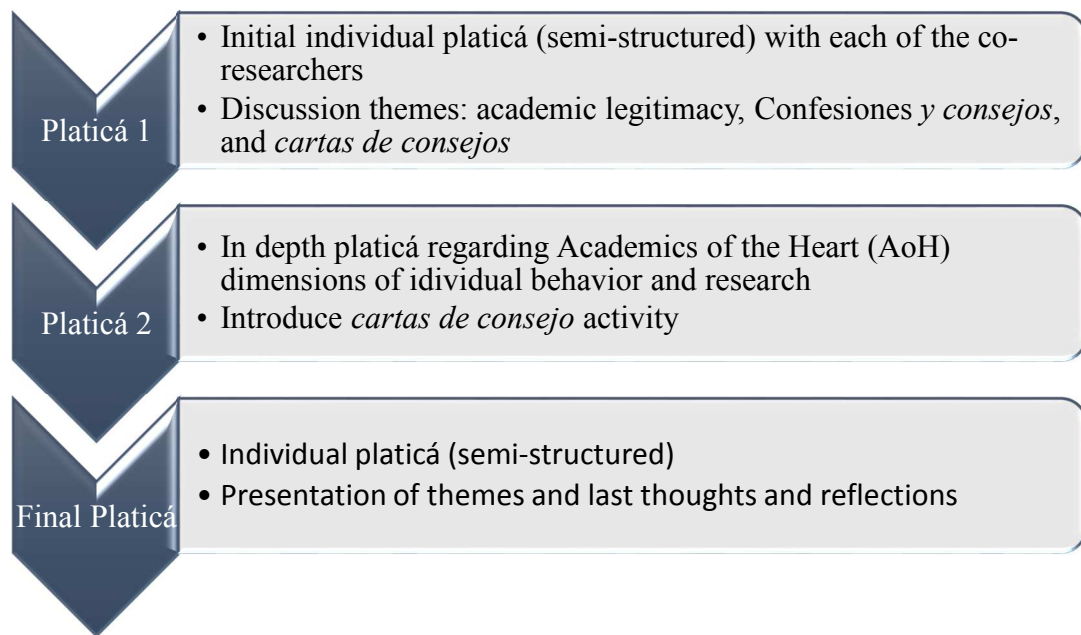 Platicá 1
• Initial individual platicá (semi-structured) with each of the co-
researchers
• Discussion themes: academic legitimacy, Confesiones y consejos,
and cartas de consejos
Platicá 2
• In depth platicá regarding Academics of the Heart (AoH)
dimensions of idividual behavior and research
• Introduce cartas de consejo activity
Final Platicá
• Individual platicá (semi-structured)
• Presentation of themes and last thoughts and reflections